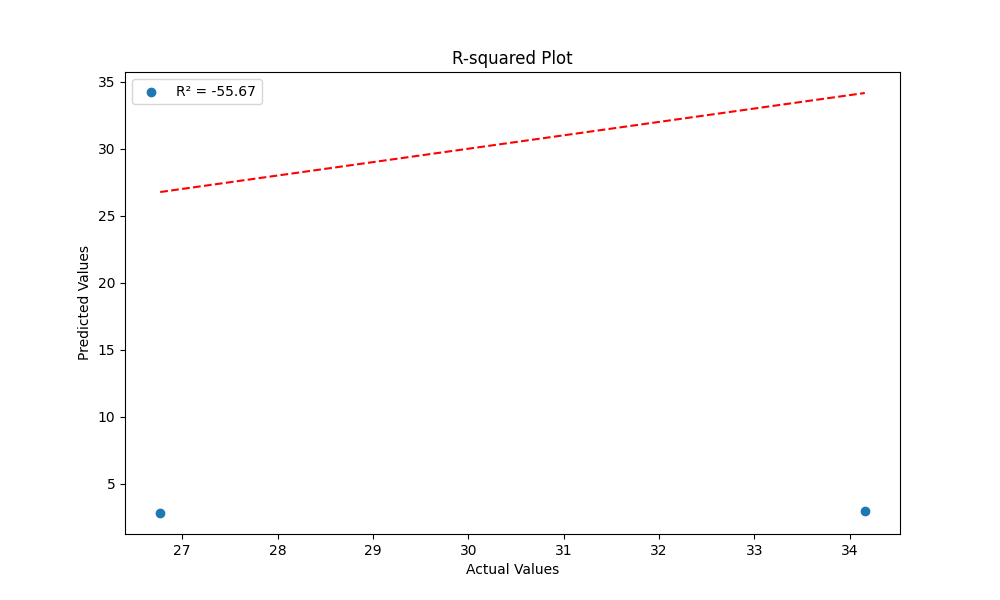 R-squared Plot
R² = -55.67
35
30
25
20
15
10
5
Predicted Values
27 28 29 30 31 32 33 34
Actual Values